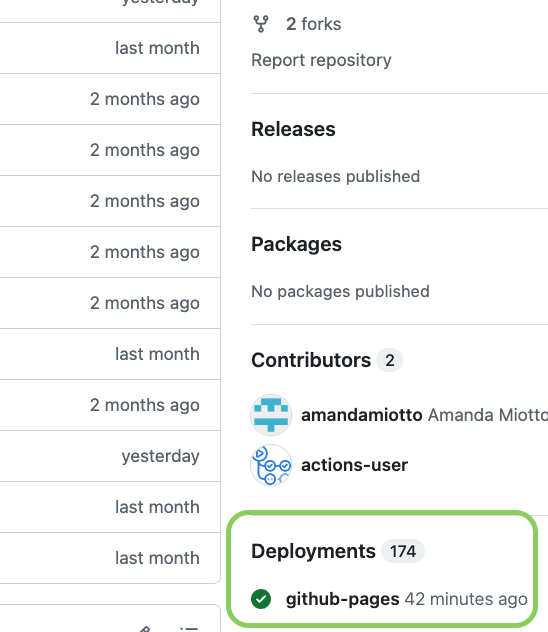 yesterday
last month
2 months ago
2 months ago
2 months ago
2 months ago
2 months ago
last month
2 months ago
yesterday
last month
last month
2 forks
Report repository
Releases
No releases published
Packages
No packages published
Contributors 2
amandamiotto Amanda Miotto
actions-user
Deployments 174
github-pages 42 minutes ago